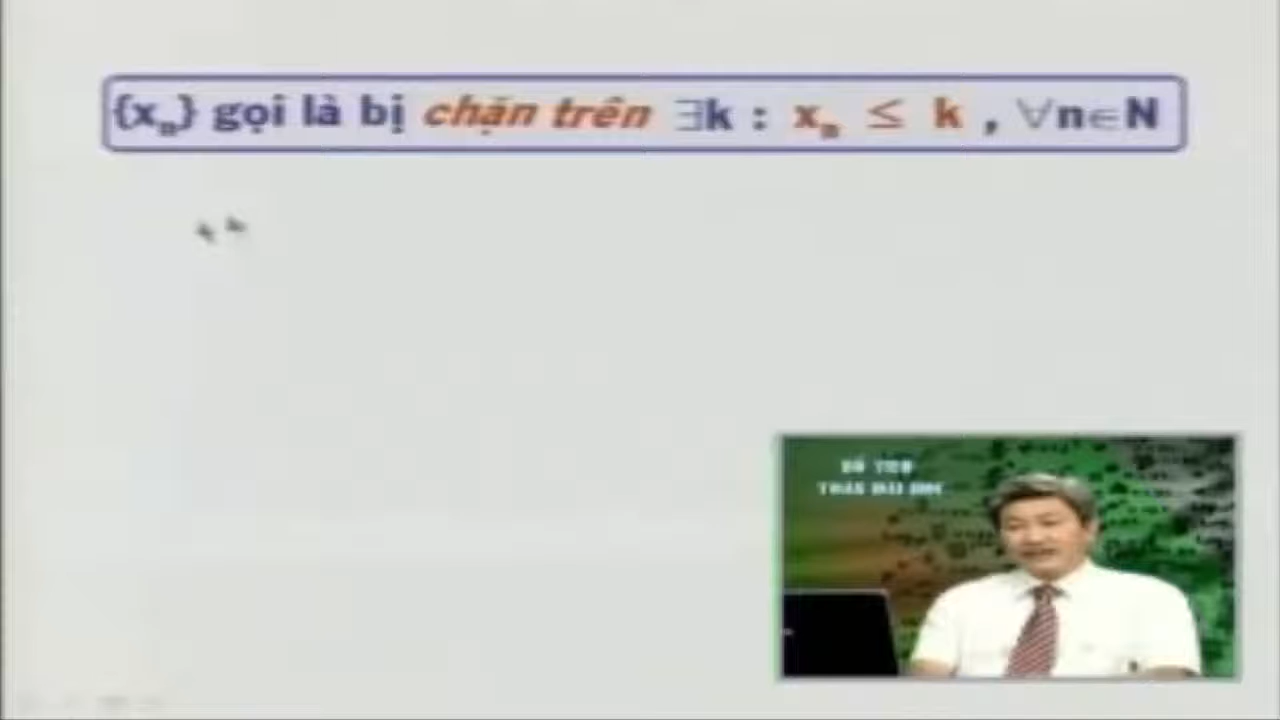 {xₙ} gọi là bị chặn trên ∃k : xₙ ≤ k , ∀n∈N